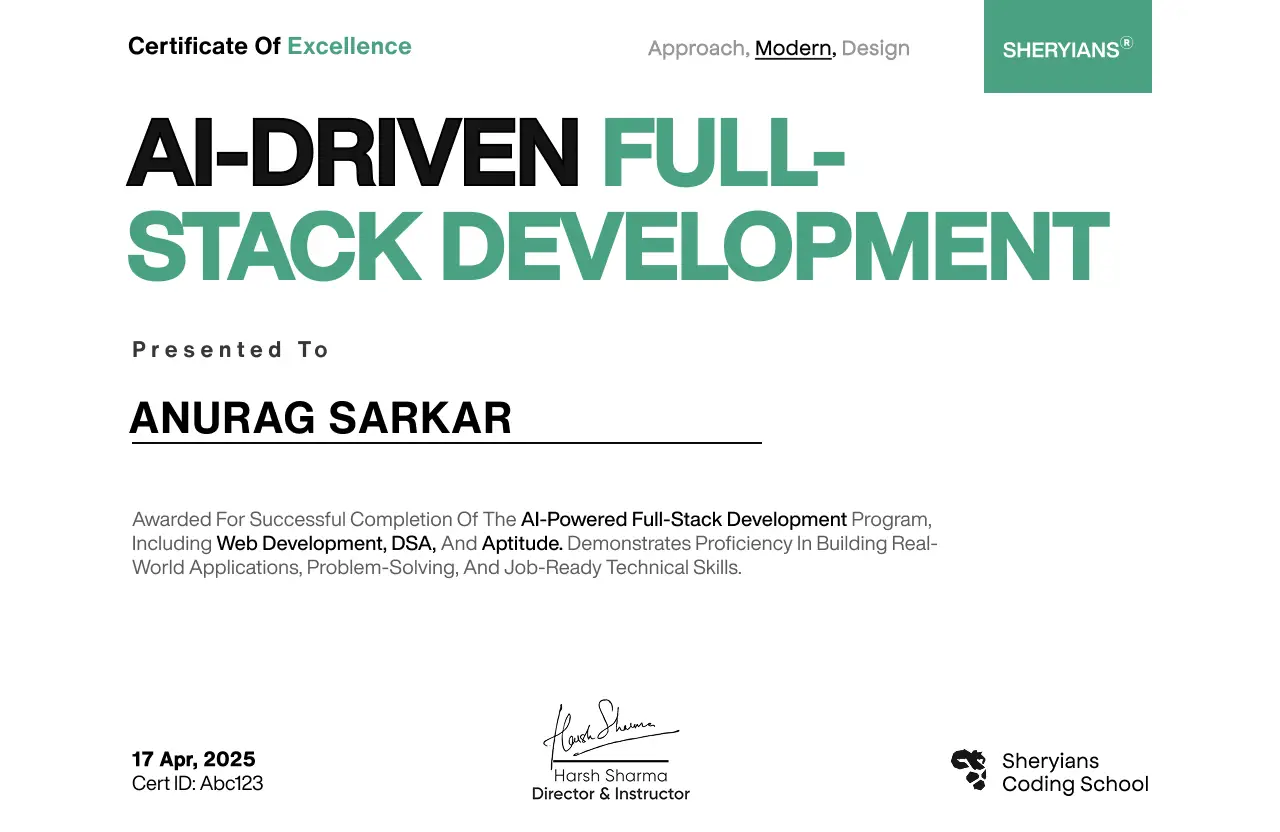 Certificate Of Excellence
Approach, Modern, Design
SHERYIANS®
AI-DRIVEN FULL-
STACK DEVELOPMENT
Presented To
ANURAG SARKAR
Awarded For Successful Completion Of The AI-Powered Full-Stack Development Program,
Including Web Development, DSA, And Aptitude. Demonstrates Proficiency In Building Real-
World Applications, Problem-Solving, And Job-Ready Technical Skills.
17 Apr, 2025
Cert ID: Abc123
Harsh Sharma
Harsh Sharma
Director & Instructor
Sheryians
Coding School